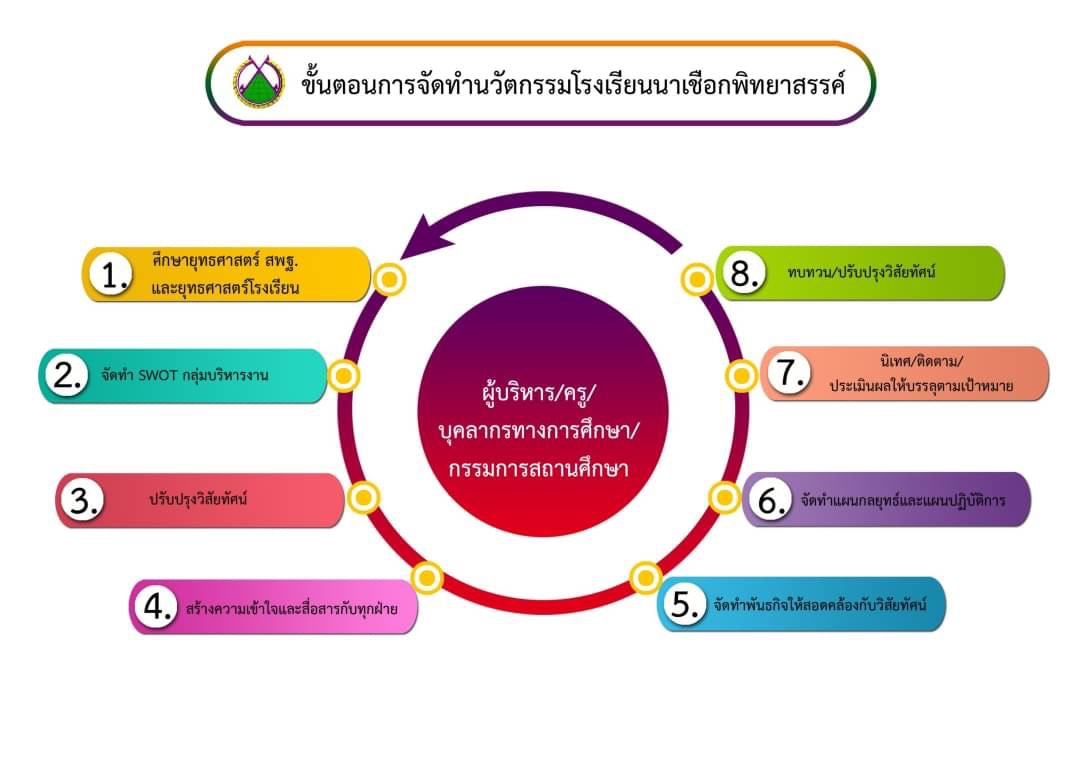 ขั้นตอนการจัดทำนวัตกรรมโรงเรียนนาเชือกพิทยาสรรค์
1.
ศึกษายุทธศาสตร์ สพฐ.
และยุทธศาสตร์โรงเรียน
2.
จัดทำ SWOT กลุ่มบริหารงาน
3.
ปรับปรุงวิสัยทัศน์
4.
สร้างความเข้าใจและสื่อสารกับทุกฝ่าย
5.
จัดทำพันธกิจให้สอดคล้องกับวิสัยทัศน์
6.
จัดทำแผนกลยุทธ์และแผนปฏิบัติการ
7.
นิเทศ/ติดตาม/
ประเมินผลให้บรรลุตามเป้าหมาย
8.
ทบทวน/ปรับปรุงวิสัยทัศน์
ผู้บริหาร/ครู/
บุคลากรทางการศึกษา/
กรรมการสถานศึกษา